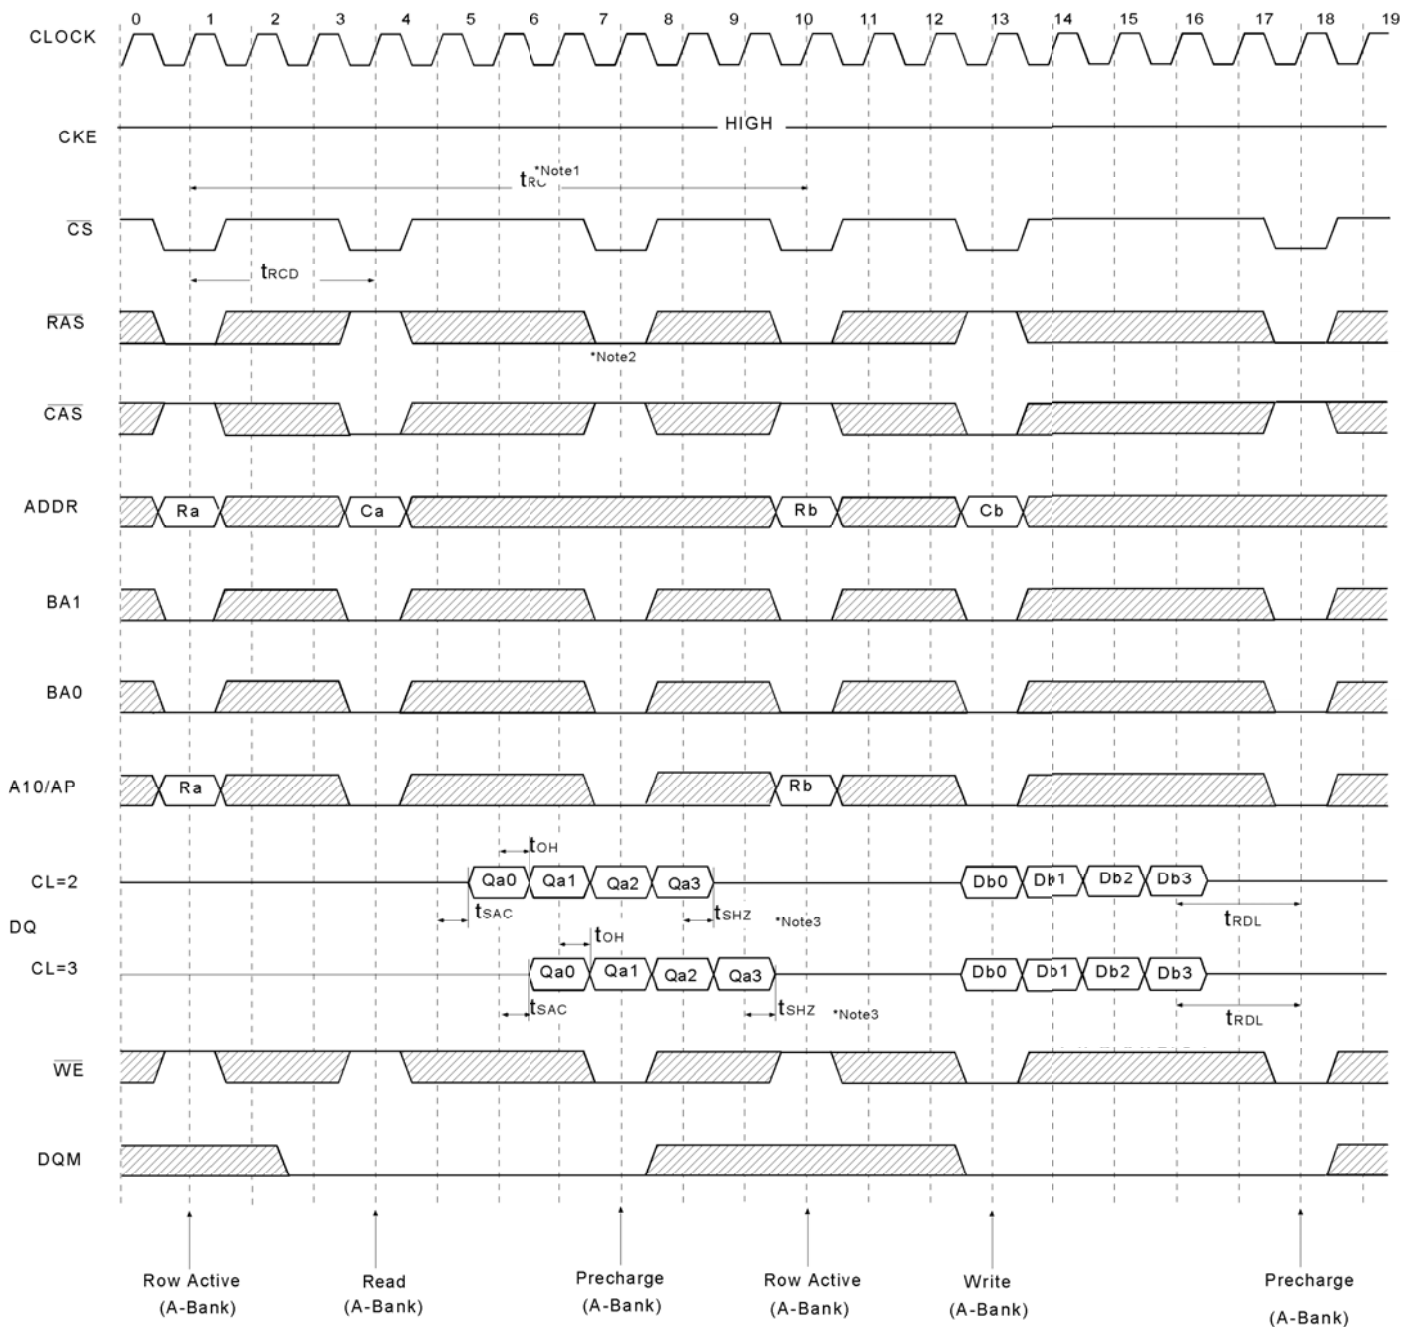 0 1 2 3 4 5 6 7 8 9 10 11 12 13 14 15 16 17 18 19
CLOCK
CKE
HIGH
tRC *Note1
CS
tRCD
RAS
*Note2
CAS
ADDR
Ra Ca Rb Cb
BA1
BA0
A10/AP
Ra Rb
tOH
CL=2
Qa0 Qa1 Qa2 Qa3 Db0 Db1 Db2 Db3
tSAC tSHZ *Note3 tRDL
DQ
tOH
CL=3
Qa0 Qa1 Qa2 Qa3 Db0 Db1 Db2 Db3
tSAC tSHZ *Note3 tRDL
WE
DQM
Row Active Read Precharge Row Active Write Precharge
(A-Bank) (A-Bank) (A-Bank) (A-Bank) (A-Bank) (A-Bank)